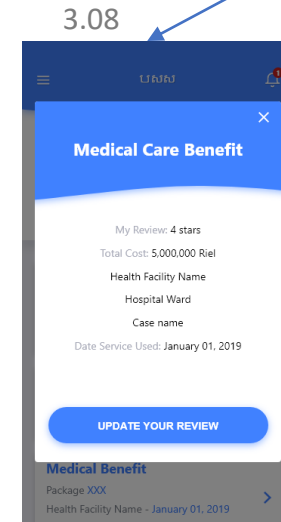 3.08
បសស
1
Medical Care Benefit
My Review: 4 stars
Total Cost: 5,000,000 Riel
Health Facility Name
Hospital Ward
Case name
Date Service Used: January 01, 2019
UPDATE YOUR REVIEW
Medical Benefit
Package XXX
Health Facility Name - January 01, 2019